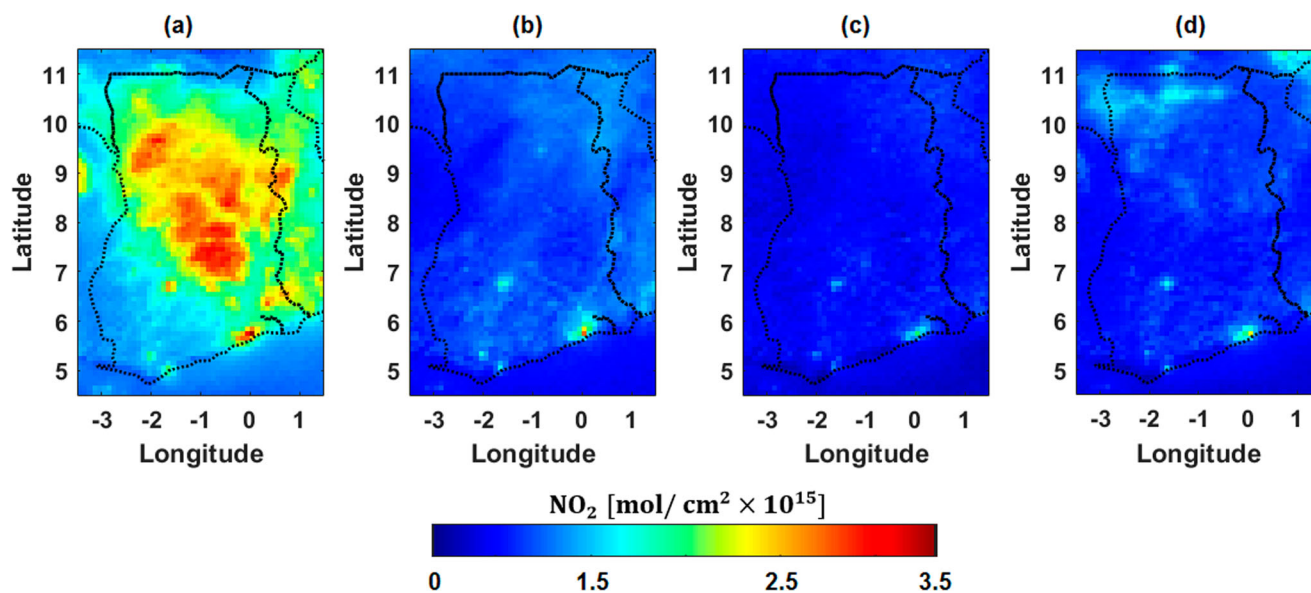 (a) (b) (c) (d)
11 11 11 11
10 10 10 10
9 9 9 9
8 8 8 8
7 7 7 7
6 6 6 6
5 5 5 5
Latitude Latitude Latitude Latitude
-3 -2 -1 0 1 -3 -2 -1 0 1 -3 -2 -1 0 1 -3 -2 -1 0 1
Longitude Longitude Longitude Longitude
NO₂ [mol/ cm² × 10¹⁵]
0 1.5 2.5 3.5